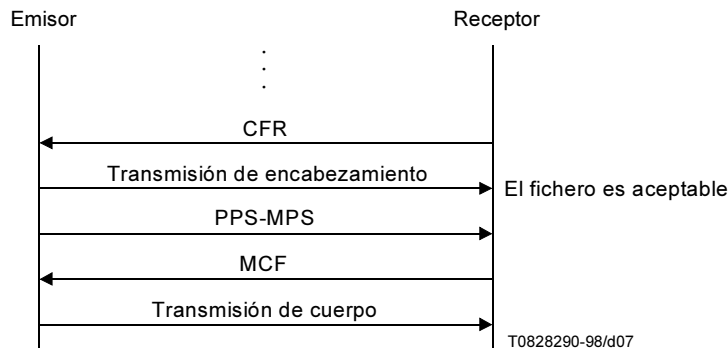 Emisor
Receptor
CFR
Transmisión de encabezamiento
El fichero es aceptable
PPS-MPS
MCF
Transmisión de cuerpo
T0828290-98/d07